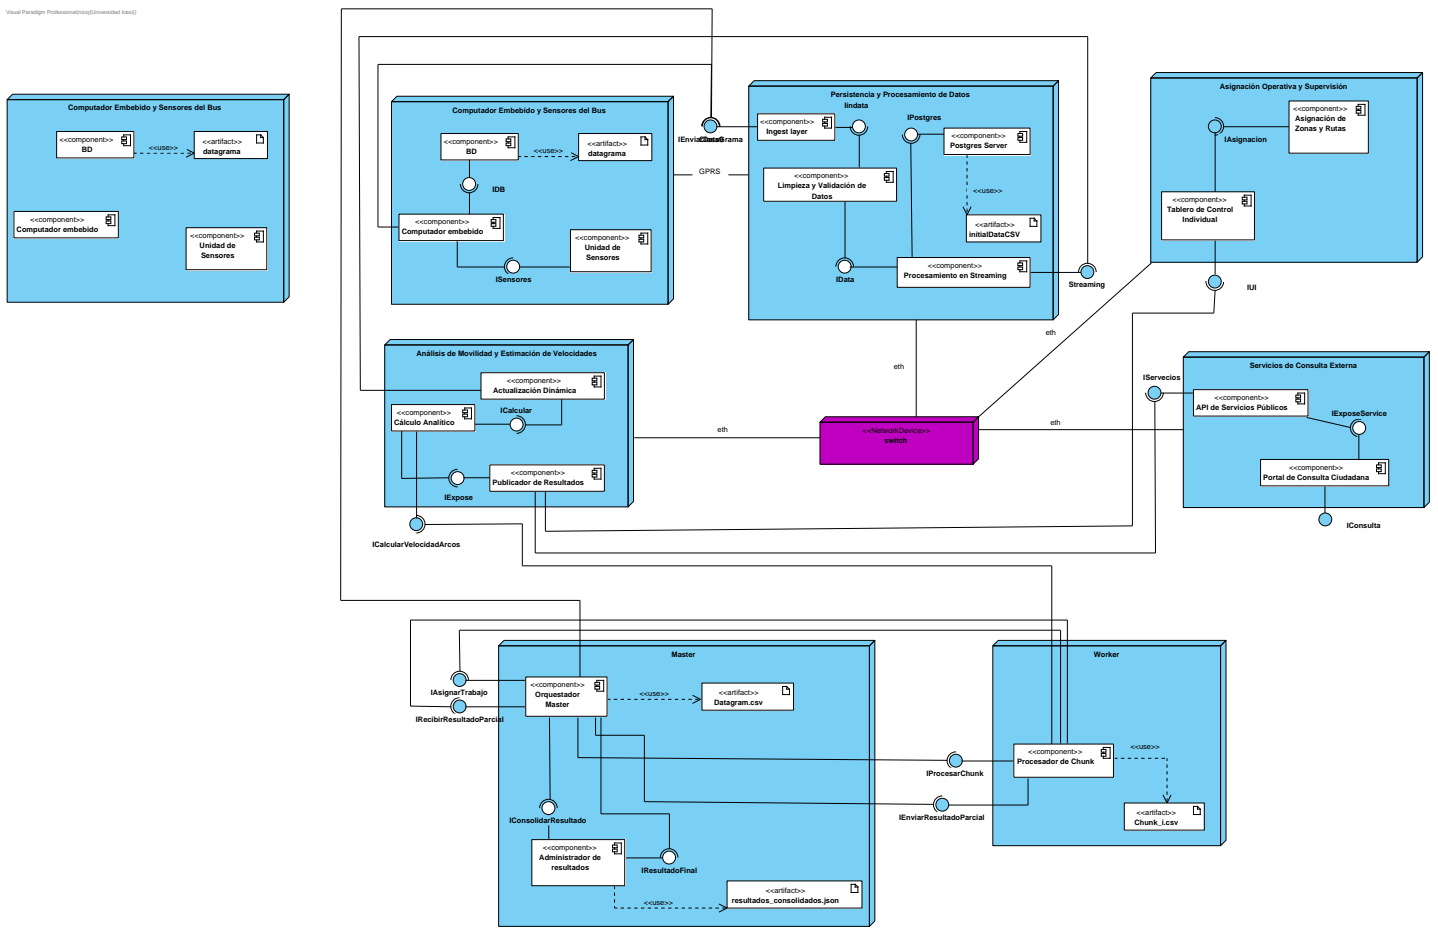 Visual Paradigm Professional(nicoj(Universidad Icesi))
Computador Embebido y Sensores del Bus
<<component>>
BD
<<use>>
<<artifact>>
datagrama
<<component>>
Computador embebido
<<component>>
Unidad de
Sensores
Computador Embebido y Sensores del Bus
<<component>>
BD
<<use>>
<<artifact>>
datagrama
IDB
<<component>>
Computador embebido
<<component>>
Unidad de
Sensores
ISensores
GPRS
Persistencia y Procesamiento de Datos
Iindata
<<component>>
Ingest layer
IPostgres
<<component>>
Postgres Server
<<component>>
Limpieza y Validación de
Datos
<<use>>
<<artifact>>
initialDataCSV
IData
<<component>>
Procesamiento en Streaming
Streaming
Asignación Operativa y Supervisión
<<component>>
Asignación de
Zonas y Rutas
IAsignacion
<<component>>
Tablero de Control
Individual
IUI
eth
eth
Análisis de Movilidad y Estimación de Velocidades
<<component>>
Actualización Dinámica
ICalcular
<<component>>
Cálculo Analítico
<<component>>
Publicador de Resultados
IExpose
ICalcularVelocidadArcos
eth
<<NetworkDevice>>
switch
eth
Servicios de Consulta Externa
IServecios
<<component>>
API de Servicios Públicos
IExposeService
<<component>>
Portal de Consulta Ciudadana
IConsulta
Master
IAsignarTrabajo
IRecibirResultadoParcial
<<component>>
Orquestador
Master
<<use>>
<<artifact>>
Datagram.csv
IConsolidarResultado
<<component>>
Administrador de
resultados
IResultadoFinal
<<use>>
<<artifact>>
resultados_consolidados.json
IProcesarChunk
IEnviarResultadoParcial
Worker
<<component>>
Procesador de Chunk
<<use>>
<<artifact>>
Chunk_i.csv